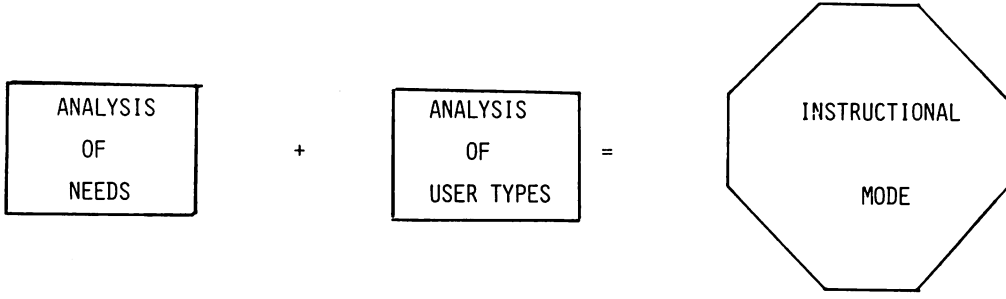 ANALYSIS
OF
NEEDS
+
ANALYSIS
OF
USER TYPES
=
INSTRUCTIONAL
MODE